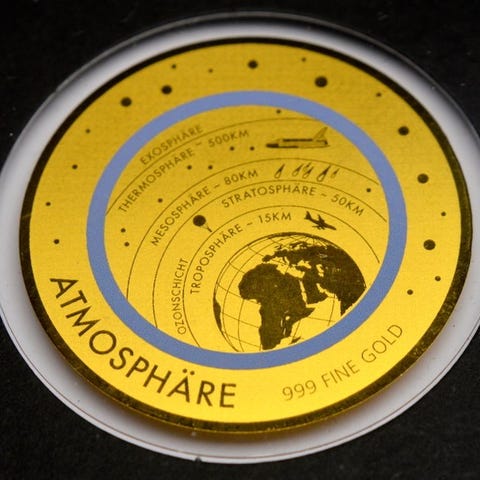 EXOSPHÄRE
THERMOSPHÄRE – 500KM
MESOSPHÄRE – 80KM
STRATOSPHÄRE – 50KM
OZONSCHICHT
TROPOSPHÄRE – 15KM
ATMOSPHÄRE
999 FINE GOLD